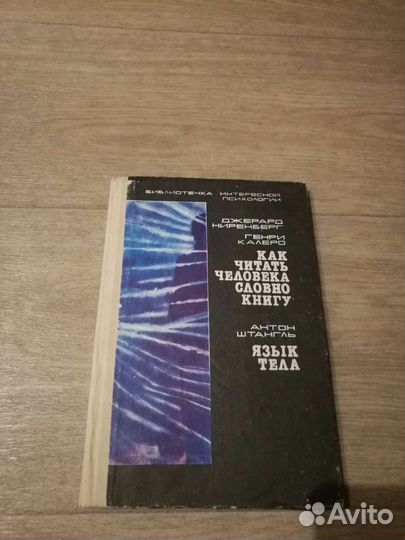 БИБЛИОТЕЧКА ИНТЕРЕСНОЙ
ПСИХОЛОГИИ
ДЖЕРАРД
НИРЕНБЕРГ
ГЕНРИ
КАЛЕРО
КАК
ЧИТАТЬ
ЧЕЛОВЕКА
СЛОВНО
КНИГУ
АНТОН
ШТАНГЛЬ
ЯЗЫК
ТЕЛА
Avito